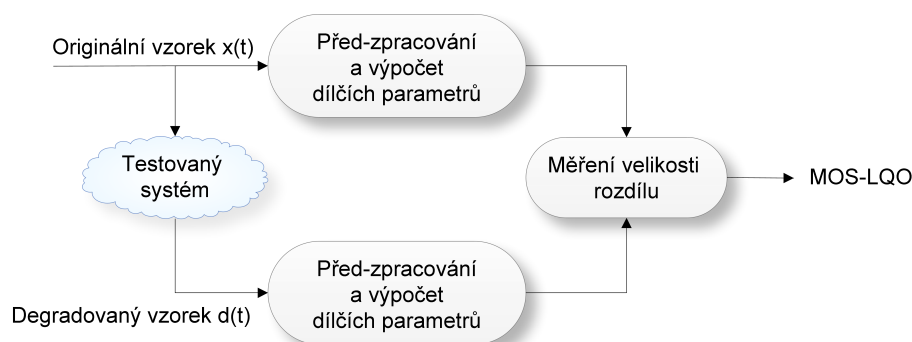 Originální vzorek x(t)
Před-zpracování
a výpočet
dílčích parametrů
Testovaný
systém
Měření velikosti
rozdílu
MOS-LQO
Degradovaný vzorek d(t)
Před-zpracování
a výpočet
dílčích parametrů